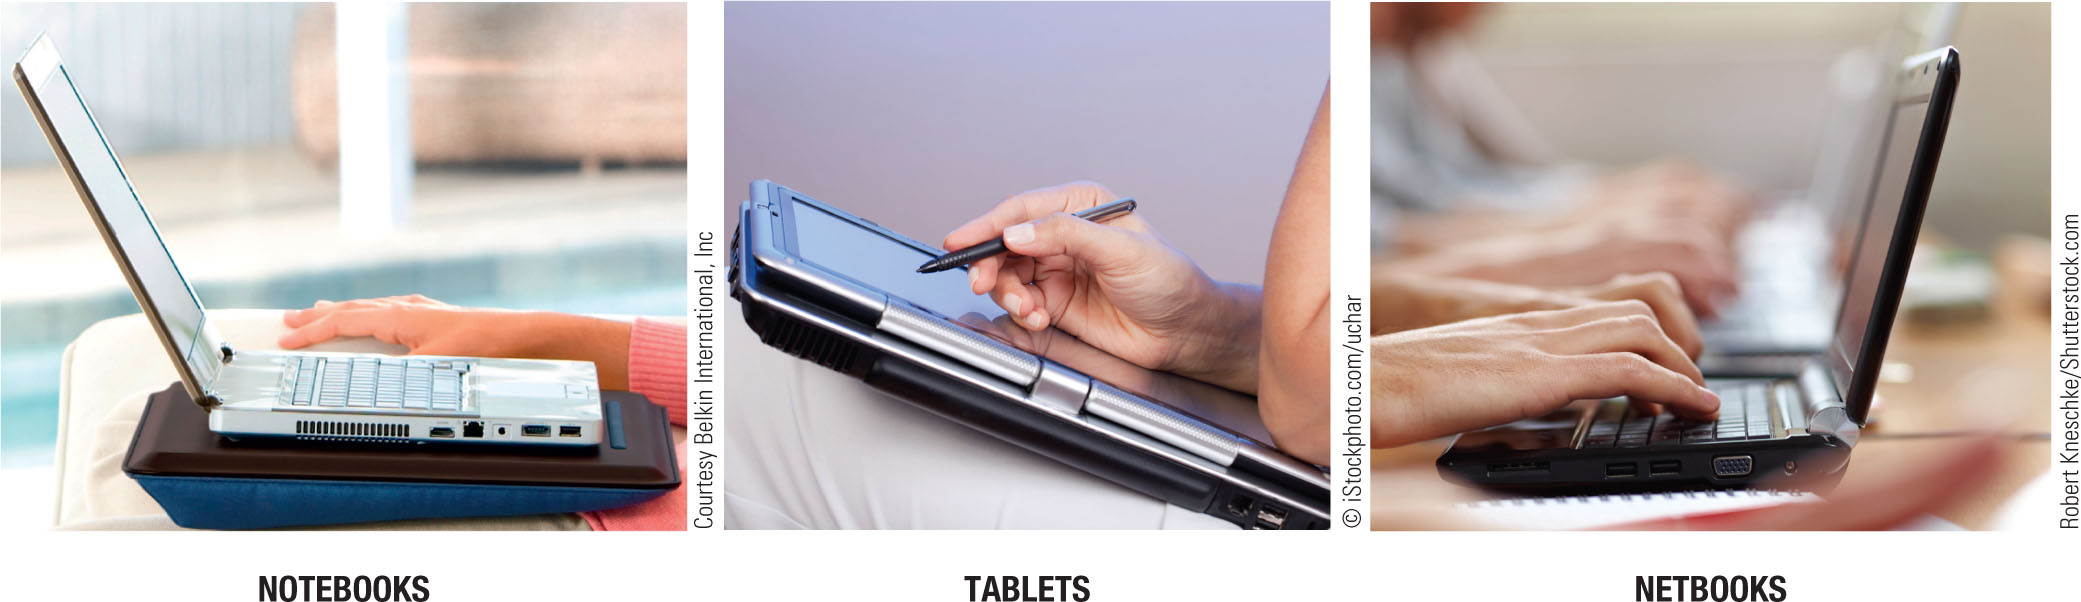 Courtesy Belkin International, Inc
© iStockphoto.com/uchar
Robert Kneschke/Shutterstock.com
NOTEBOOKS
TABLETS
NETBOOKS